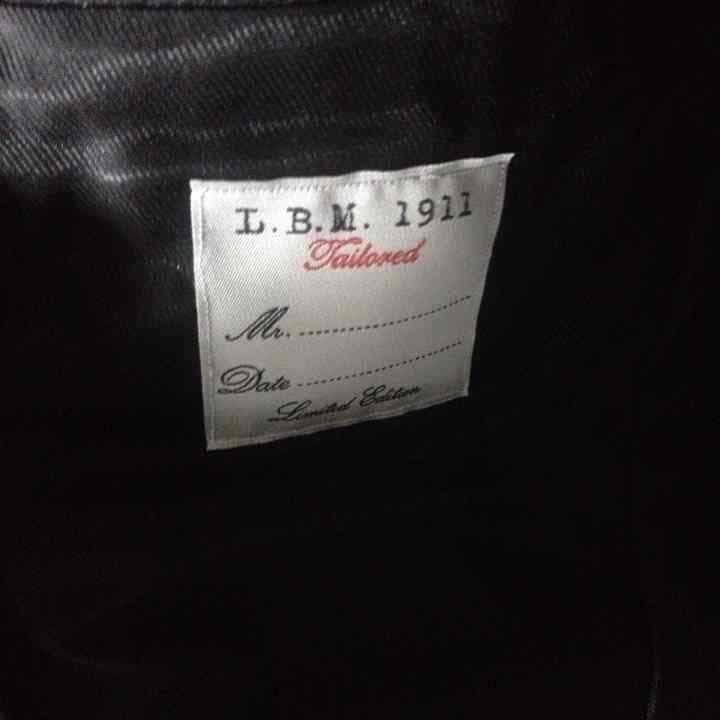 L.B.M. 1911
Tailored
Mr. ......................
Date ......................
Limited Edition